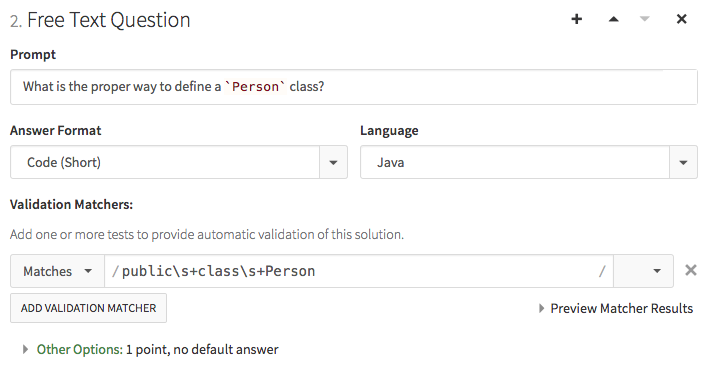 2. Free Text Question
Prompt
What is the proper way to define a `Person` class?
Answer Format
Language
Code (Short)
Java
Validation Matchers:
Add one or more tests to provide automatic validation of this solution.
Matches /public\s+class\s+Person /
ADD VALIDATION MATCHER
Preview Matcher Results
Other Options: 1 point, no default answer